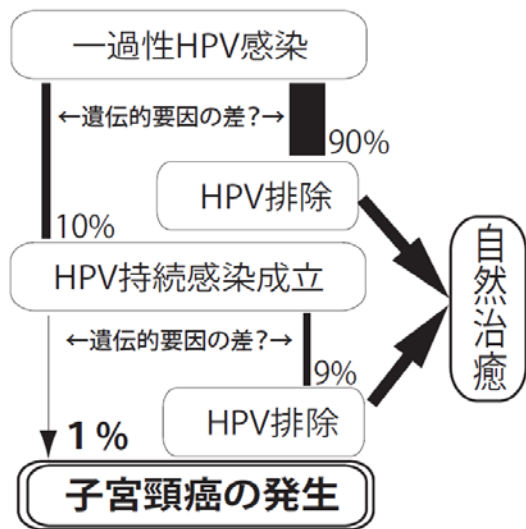 一過性HPV感染
←遺伝的要因の差?→
90%
HPV排除
10%
HPV持続感染成立
自然治癒
←遺伝的要因の差?→
9%
HPV排除
1%
子宮頸癌の発生